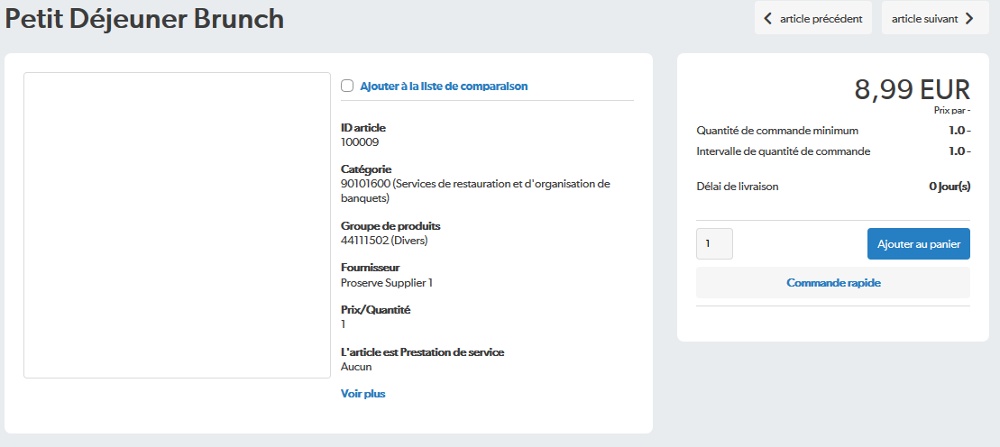 Petit Déjeuner Brunch
article précédent
article suivant
Ajouter à la liste de comparaison
ID article
100009
Catégorie
90101600 (Services de restauration et d'organisation de
banquets)
Groupe de produits
44111502 (Divers)
Fournisseur
Proserve Supplier 1
Prix/Quantité
1
L'article est Prestation de service
Aucun
Voir plus
8,99 EUR
Prix par -
Quantité de commande minimum 1.0 -
Intervalle de quantité de commande 1.0 -
Délai de livraison 0 Jour(s)
1
Ajouter au panier
Commande rapide